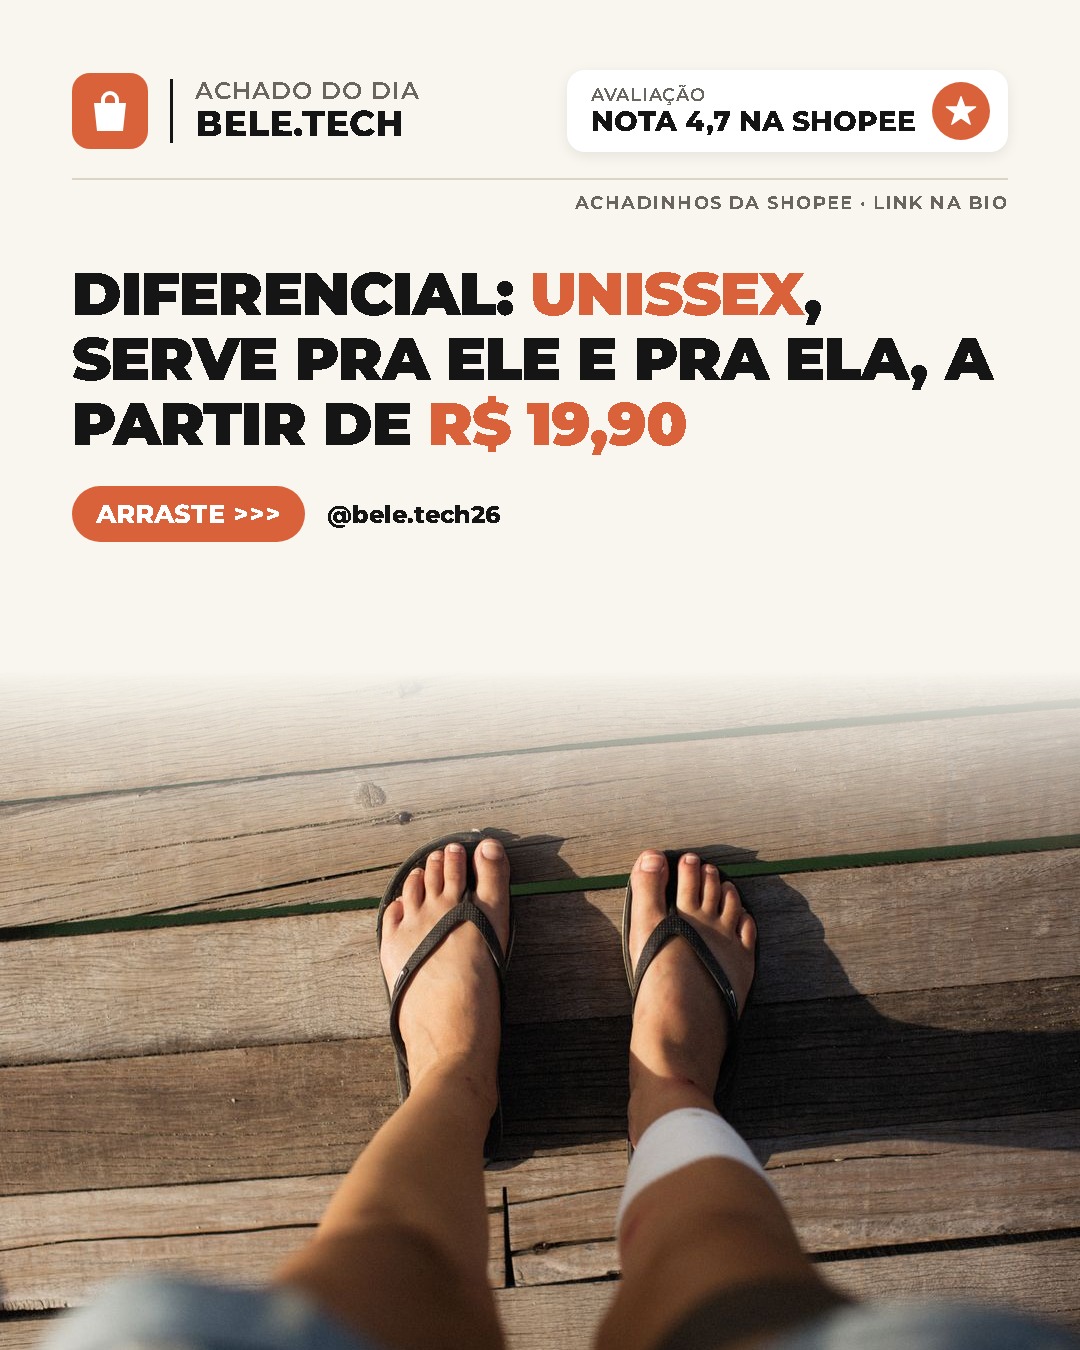 ACHADO DO DIA
BELE.TECH
AVALIAÇÃO
NOTA 4,7 NA SHOPEE
ACHADINHOS DA SHOPEE · LINK NA BIO
DIFERENCIAL: UNISSEX,
SERVE PRA ELE E PRA ELA, A
PARTIR DE R$ 19,90
ARRASTE >>>
@bele.tech26